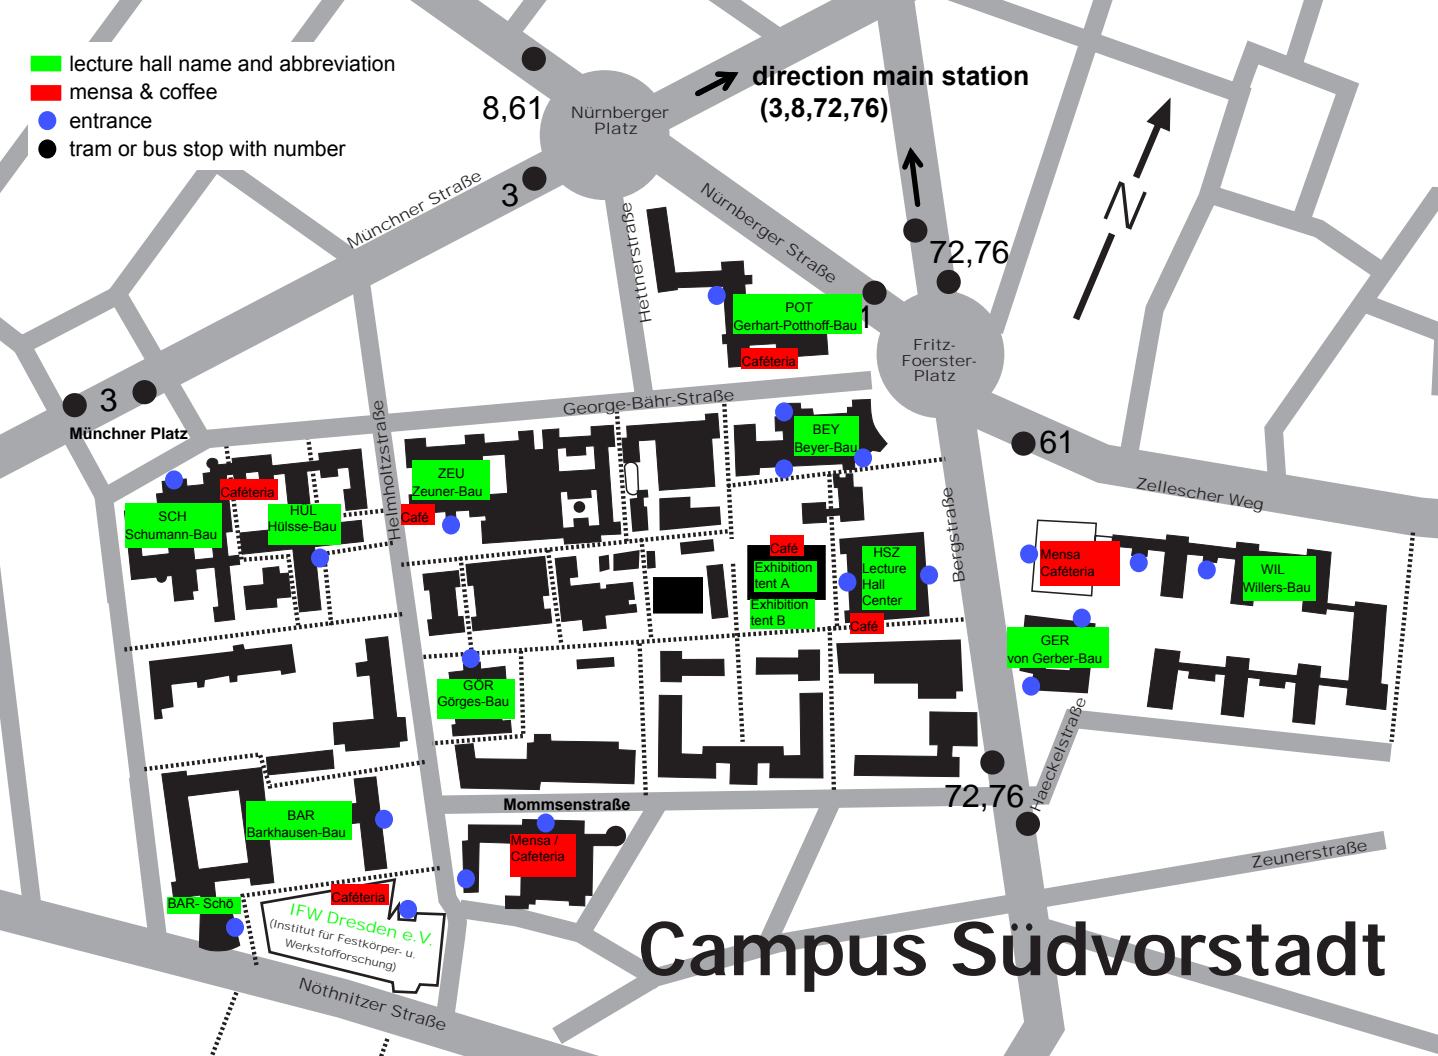 lecture hall name and abbreviation
mensa & coffee
entrance
tram or bus stop with number
8,61
Nürnberger
Platz
direction main station
(3,8,72,76)
3
Münchner Straße
Hettnerstraße
Nürnberger Straße
72,76
N
POT
Gerhart-Potthoff-Bau
1
Caféteria
Fritz-
Foerster-
Platz
3
Münchner Platz
George-Bähr-Straße
Helmholtzstraße
BEY
Beyer-Bau
61
Zellescher Weg
ZEU
Zeuner-Bau
Café
Caféteria
SCH
Schumann-Bau
HÜL
Hülsse-Bau
Bergstraße
Café
Exhibition
tent A
Exhibition
tent B
HSZ
Lecture
Hall
Center
Café
Mensa
Caféteria
WIL
Willers-Bau
GER
von Gerber-Bau
GÖR
Görges-Bau
Haeckelstraße
72,76
Mommsenstraße
BAR
Barkhausen-Bau
Mensa /
Cafeteria
Zeunerstraße
BAR- Schö
Caféteria
IFW Dresden e.V.
(Institut für Festkörper- u.
Werkstofforschung)
Nöthnitzer Straße
Campus Südvorstadt